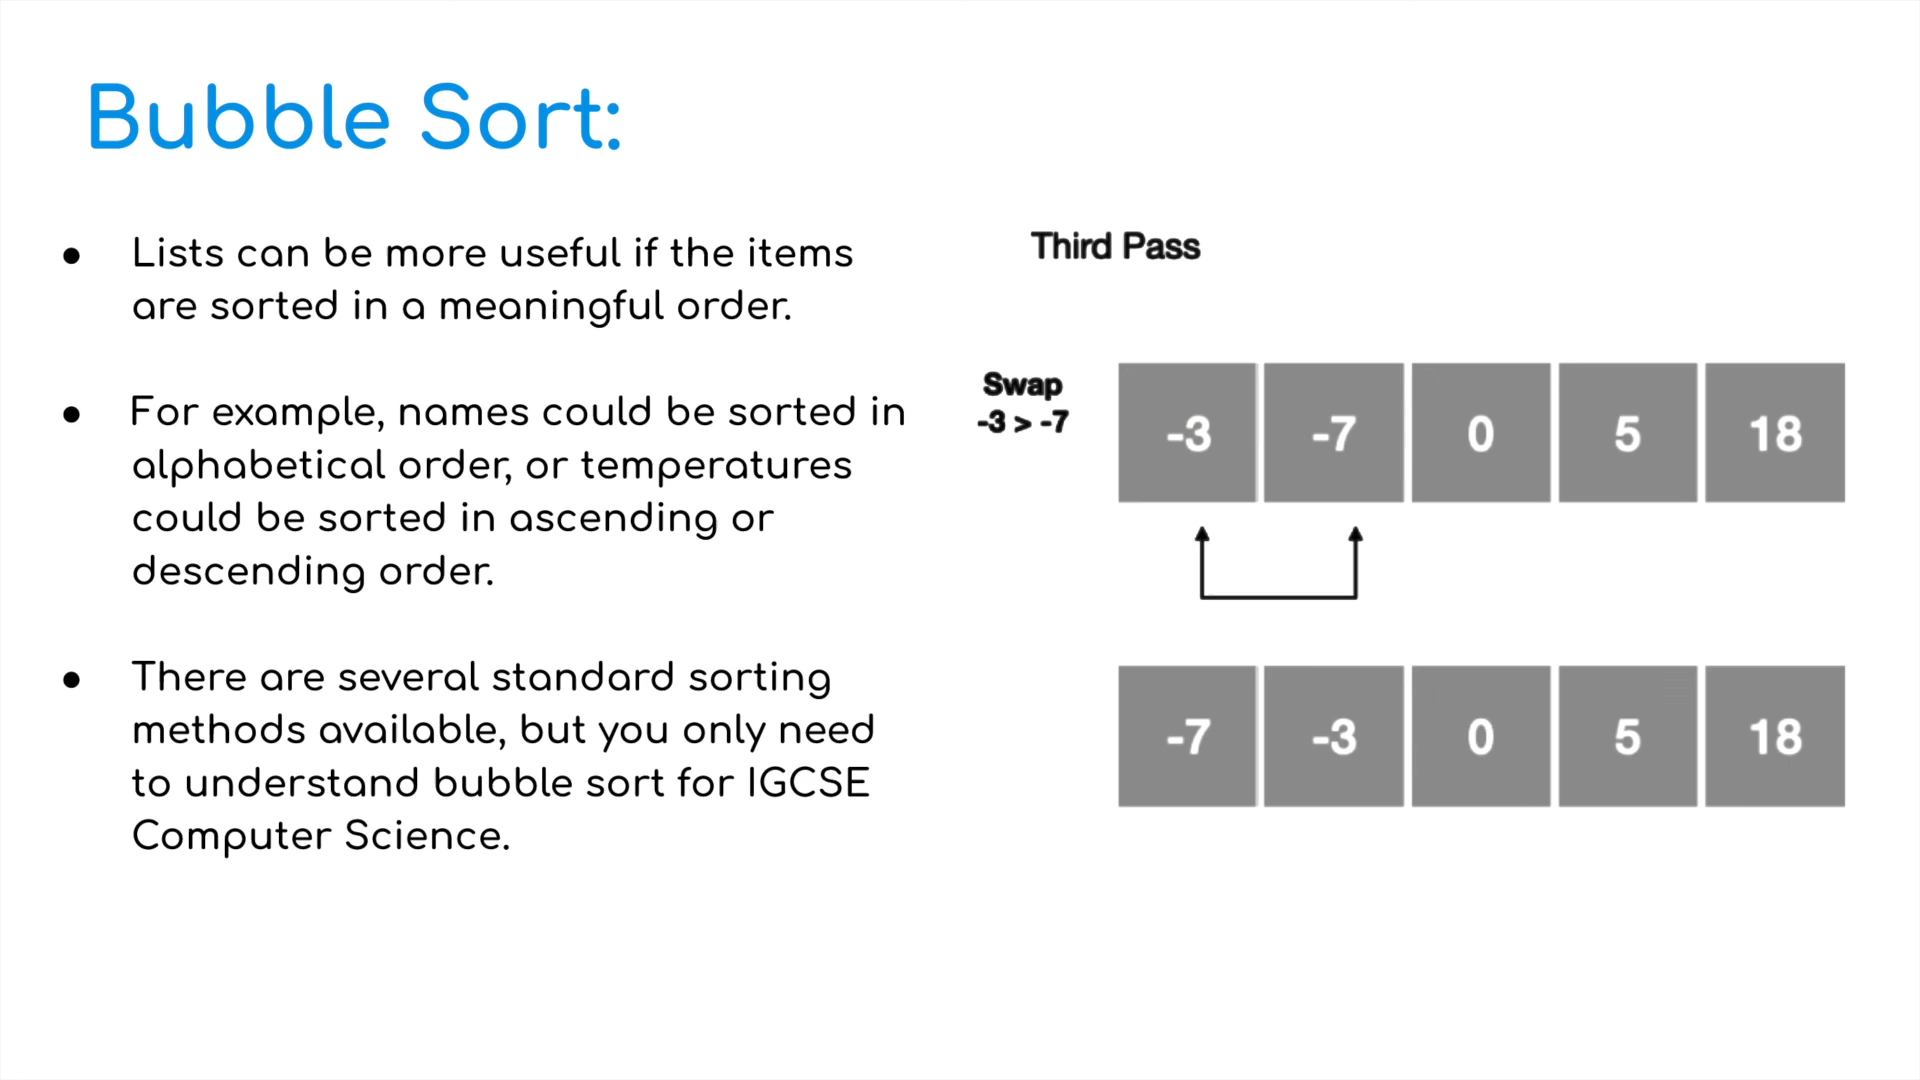 Bubble Sort:
● Lists can be more useful if the items
are sorted in a meaningful order.
● For example, names could be sorted in
alphabetical order, or temperatures
could be sorted in ascending or
descending order.
● There are several standard sorting
methods available, but you only need
to understand bubble sort for IGCSE
Computer Science.
Third Pass
Swap
-3 > -7
-3 -7 0 5 18
-7 -3 0 5 18